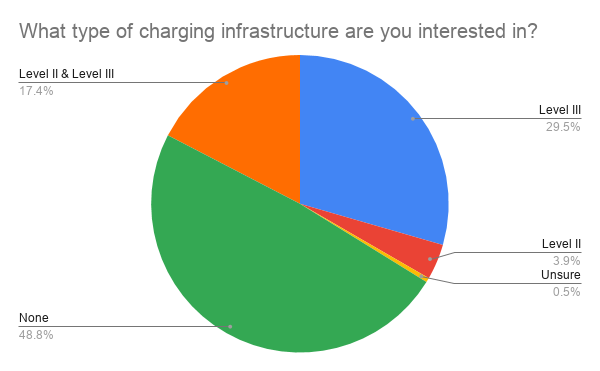 What type of charging infrastructure are you interested in?
Level II & Level III
17.4%
Level III
29.5%
Level II
3.9%
Unsure
0.5%
None
48.8%